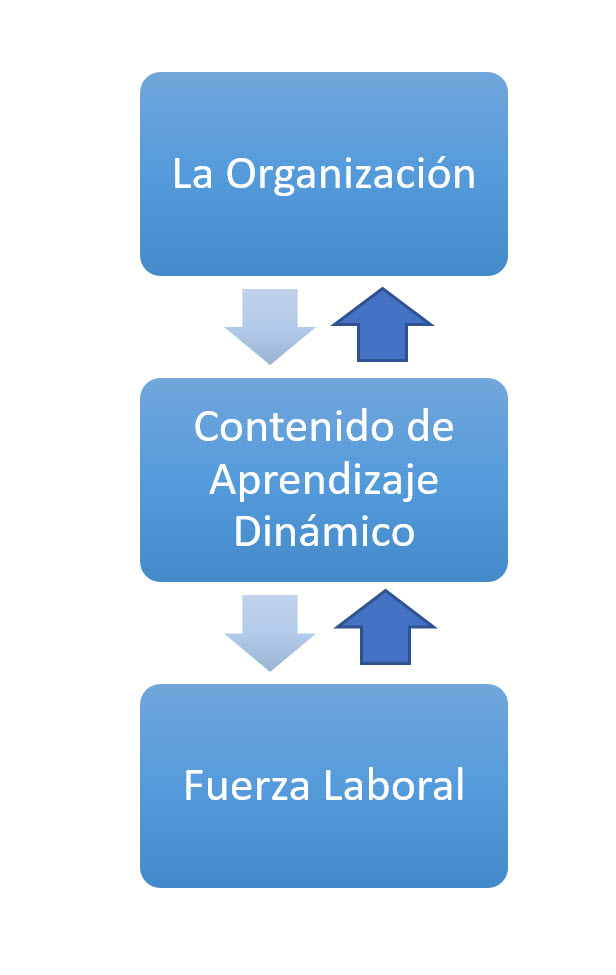 La Organización
Contenido de
Aprendizaje
Dinámico
Fuerza Laboral